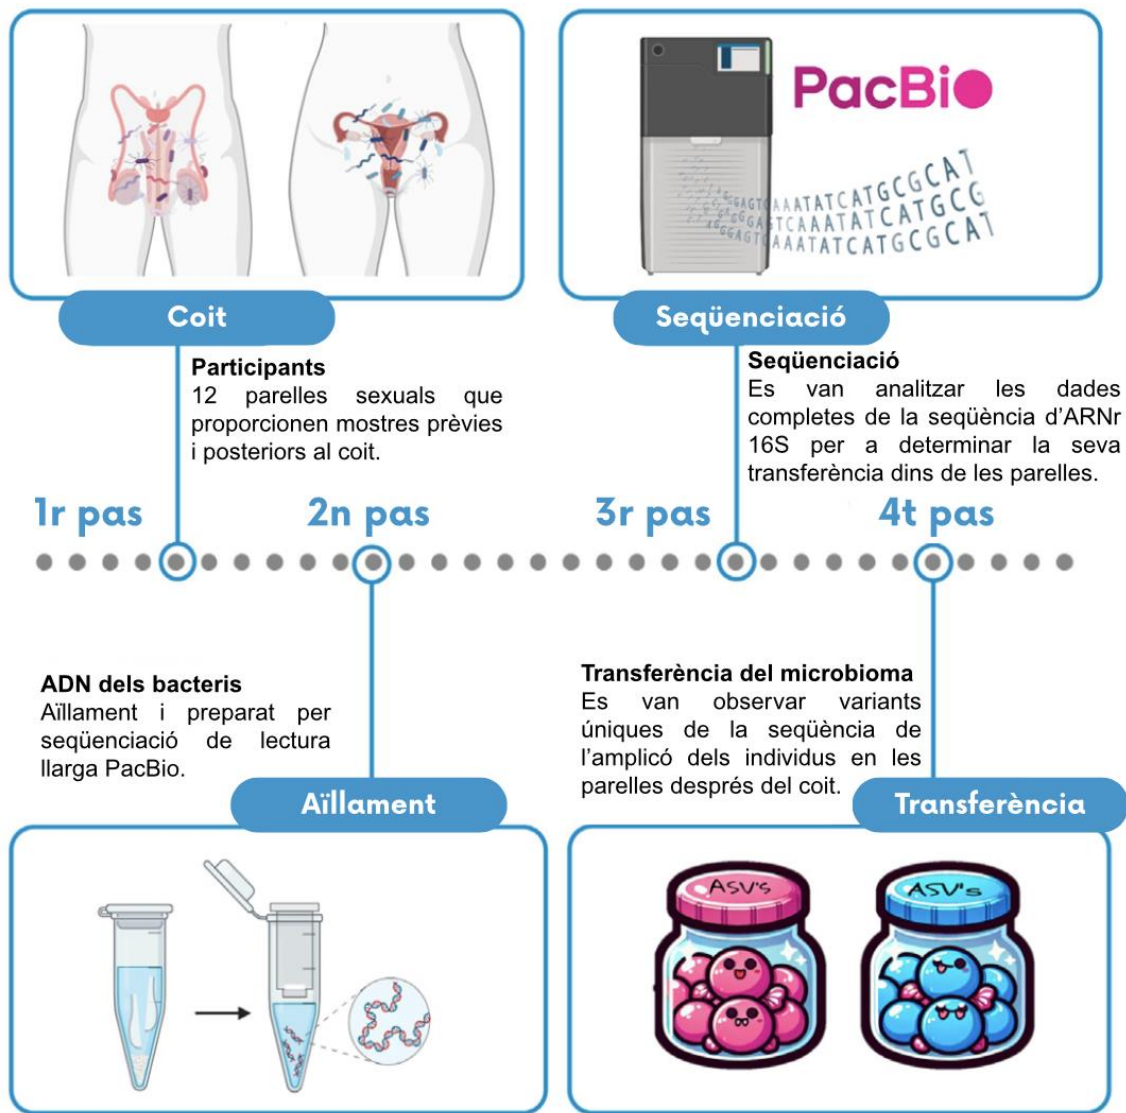 PacBio
GGAGTCAAATATCATGCGCAT
GGGGAGTCAAATATCATGCG
AGGGAGTCAAATATCATGCGCAT
Coit
Seqüenciació
Participants
12 parelles sexuals que
proporcionen mostres prèvies
i posteriors al coit.
Seqüenciació
Es van analitzar les dades
completes de la seqüència d’ARNr
16S per a determinar la seva
transferència dins de les parelles.
1r pas
2n pas
3r pas
4t pas
ADN dels bacteris
Aïllament i preparat per
seqüenciació de lectura
llarga PacBio.
Transferència del microbioma
Es van observar variants
úniques de la seqüència de
l’amplicó dels individus en les
parelles després del coit.
Aïllament
Transferència
ASV'S
ASV's